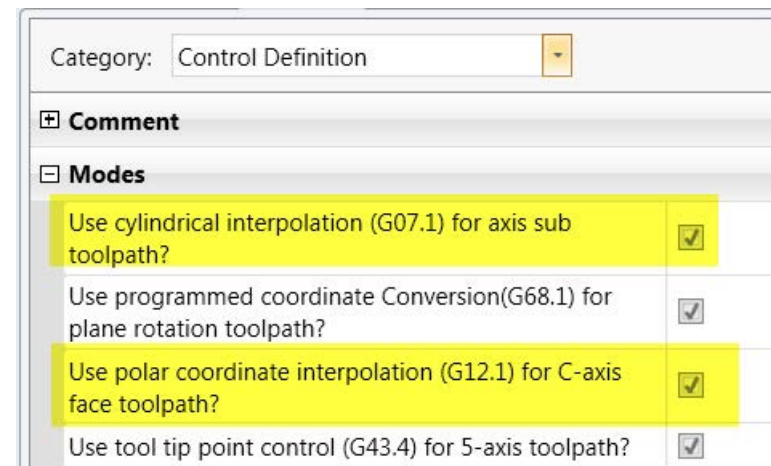 Category: Control Definition
Comment
Modes
Use cylindrical interpolation (G07.1) for axis sub
toolpath?
Use programmed coordinate Conversion(G68.1) for
plane rotation toolpath?
Use polar coordinate interpolation (G12.1) for C-axis
face toolpath?
Use tool tip point control (G43.4) for 5-axis toolpath?